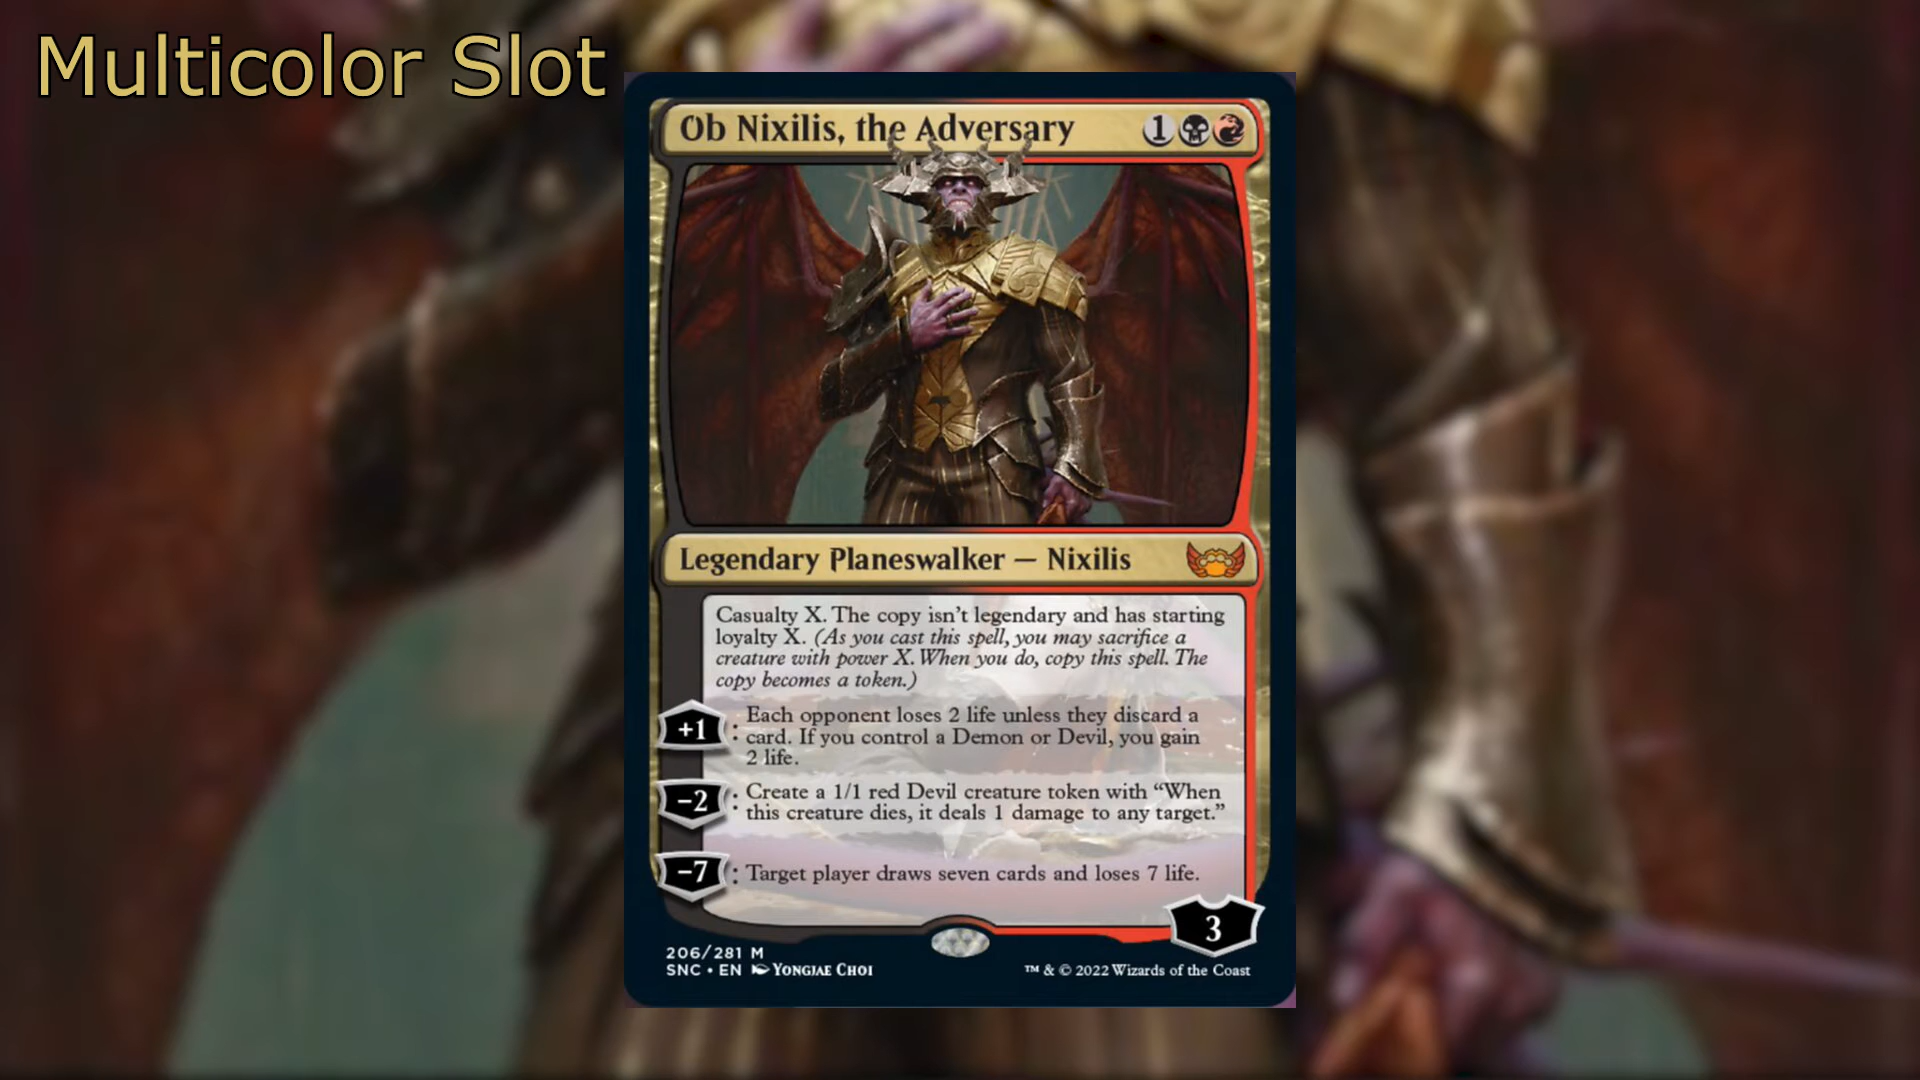 Multicolor Slot
Ob Nixilis, the Adversary 1
Legendary Planeswalker — Nixilis
Casualty X. The copy isn't legendary and has starting
loyalty X. (As you cast this spell, you may sacrifice a
creature with power X. When you do, copy this spell. The
copy becomes a token.)
+1 : Each opponent loses 2 life unless they discard a
card. If you control a Demon or Devil, you gain
2 life.
−2 : Create a 1/1 red Devil creature token with “When
this creature dies, it deals 1 damage to any target.”
−7 : Target player draws seven cards and loses 7 life.
3
206/281 M
SNC • EN YONGJAE CHOI
™ & © 2022 Wizards of the Coast